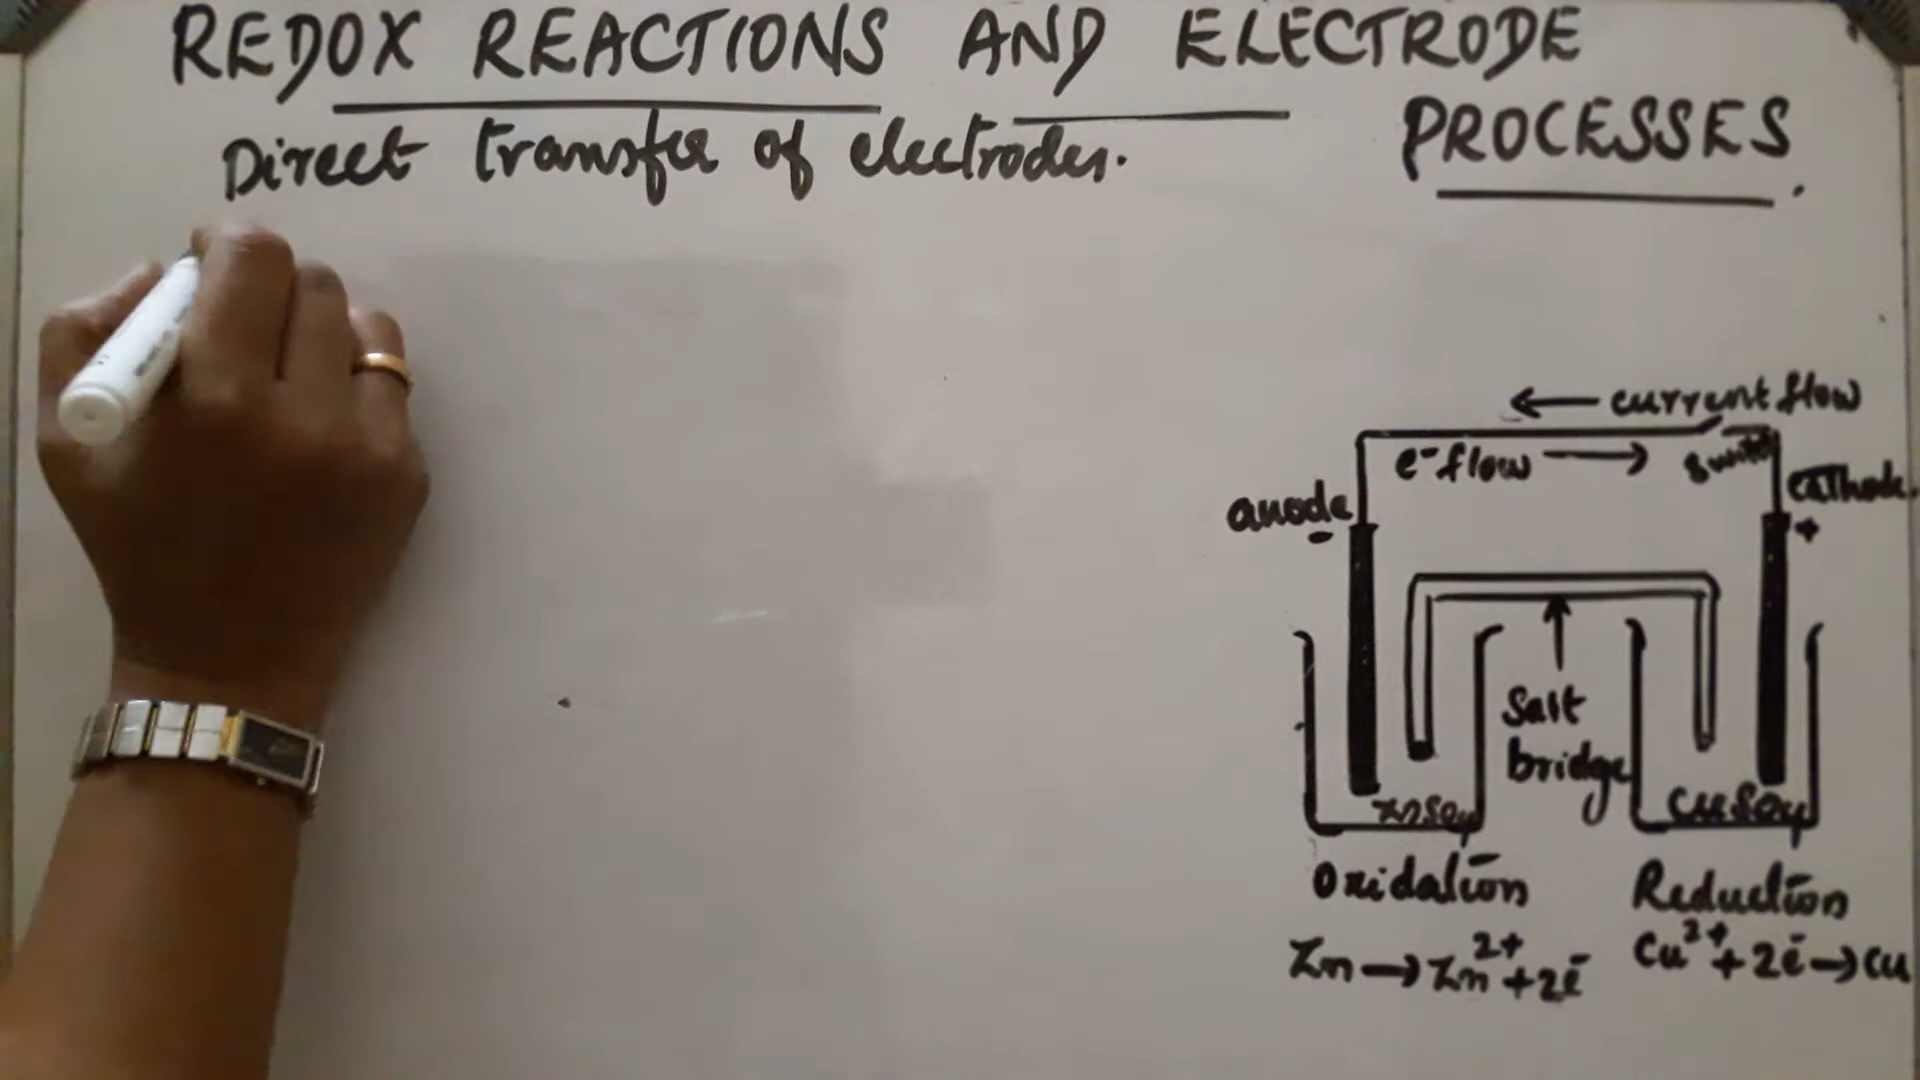 REDOX REACTIONS AND ELECTRODE
PROCESSES.
Direct transfer of electrodes.
← current flow
e⁻ flow →
switch
anode
-
cathode.
+
Salt
bridge
ZnSO₄
CuSO₄
Oxidation
Reduction
Zn → Zn²⁺ + 2e⁻
Cu²⁺ + 2e⁻ → Cu